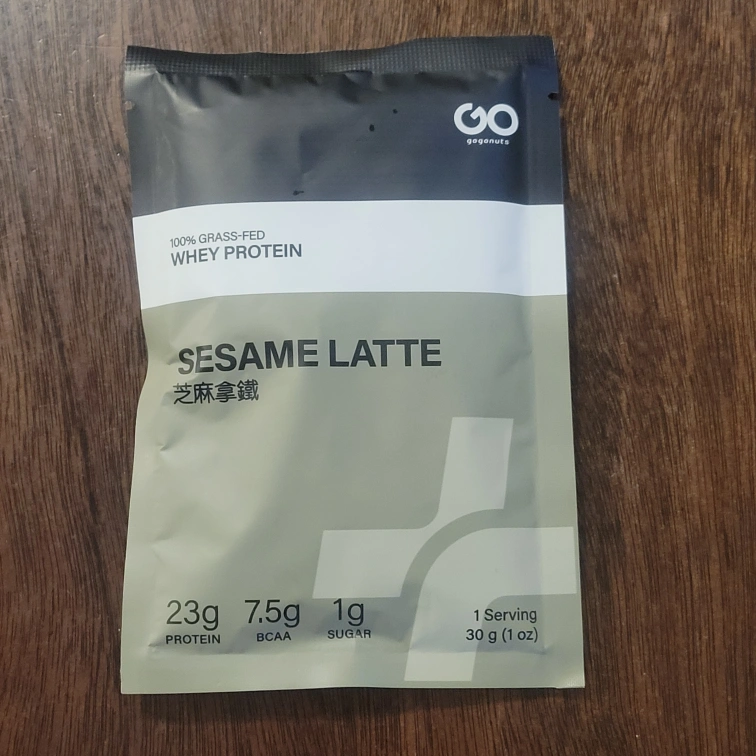 GO
gogonuts
100% GRASS-FED
WHEY PROTEIN
SESAME LATTE
芝麻拿鐵
23g 7.5g 1g
PROTEIN BCAA SUGAR
1 Serving
30 g (1 oz)